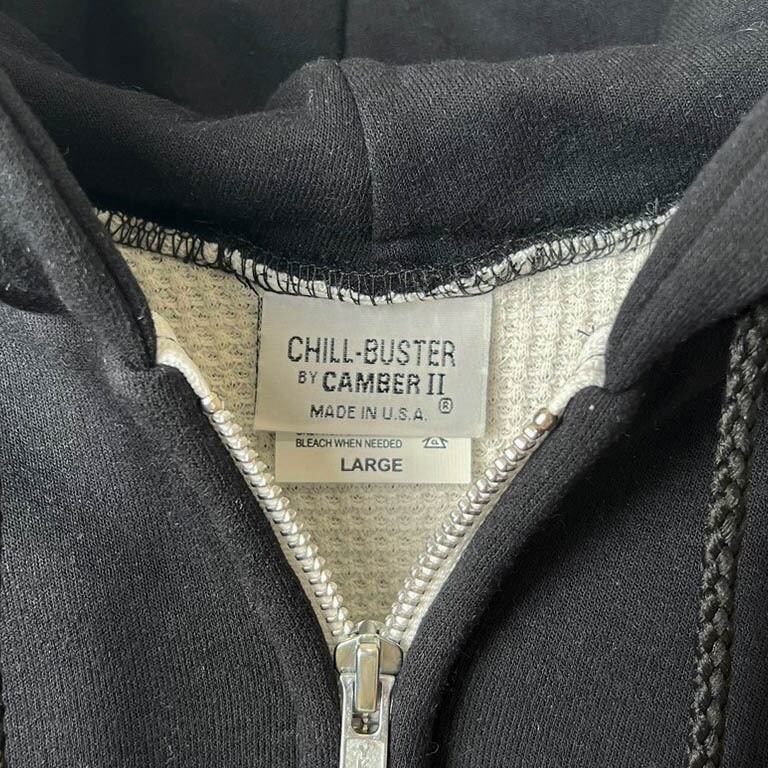 CHILL-BUSTER
BY CAMBER II
MADE IN U.S.A. ®
BLEACH WHEN NEEDED
LARGE